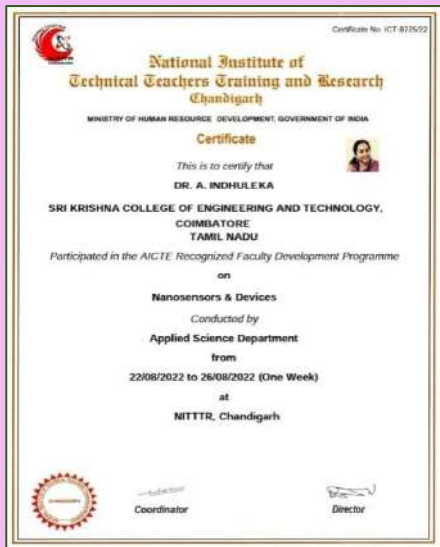 Certificate No: ICT-8725/22
National Institute of
Technical Teachers Training and Research
Chandigarh
MINISTRY OF HUMAN RESOURCE DEVELOPMENT, GOVERNMENT OF INDIA
Certificate
This is to certify that
DR. A. INDHULEKA
SRI KRISHNA COLLEGE OF ENGINEERING AND TECHNOLOGY,
COIMBATORE
TAMIL NADU
Participated in the AICTE Recognized Faculty Development Programme
on
Nanosensors & Devices
Conducted by
Applied Science Department
from
22/08/2022 to 26/08/2022 (One Week)
at
NITTTR, Chandigarh
Coordinator
Director